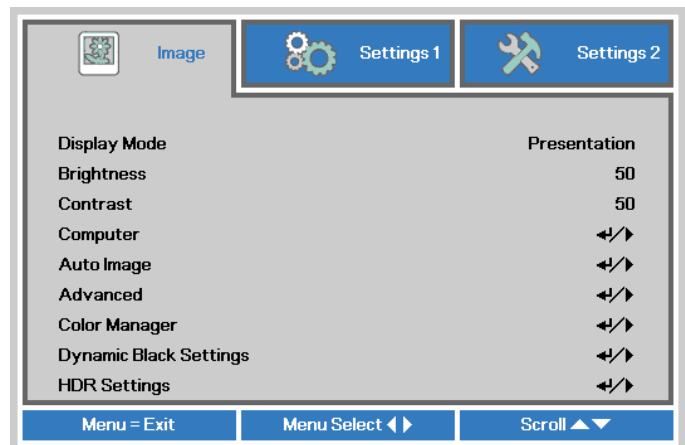 Image Settings 1 Settings 2
Display Mode Presentation
Brightness 50
Contrast 50
Computer ↵/▶
Auto Image ↵/▶
Advanced ↵/▶
Color Manager ↵/▶
Dynamic Black Settings ↵/▶
HDR Settings ↵/▶
Menu = Exit Menu Select ◀ ▶ Scroll ▲▼